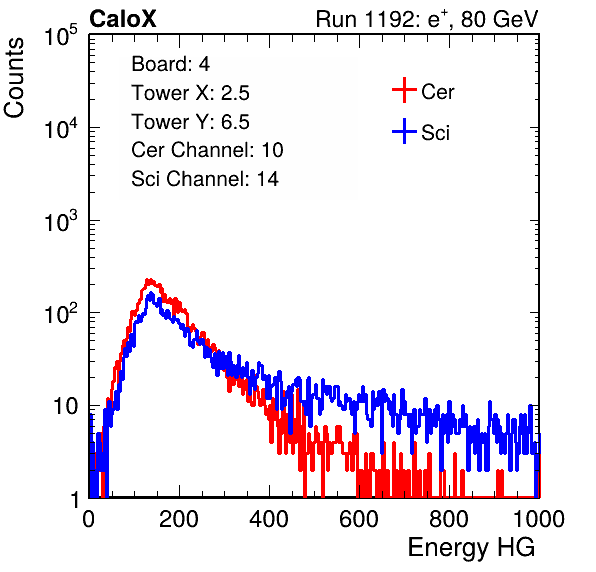 CaloX Run 1192: e⁺, 80 GeV
Counts
Board: 4
Tower X: 2.5
Tower Y: 6.5
Cer Channel: 10
Sci Channel: 14
Cer
Sci
10⁵
10⁴
10³
10²
10
1
0 200 400 600 800 1000
Energy HG